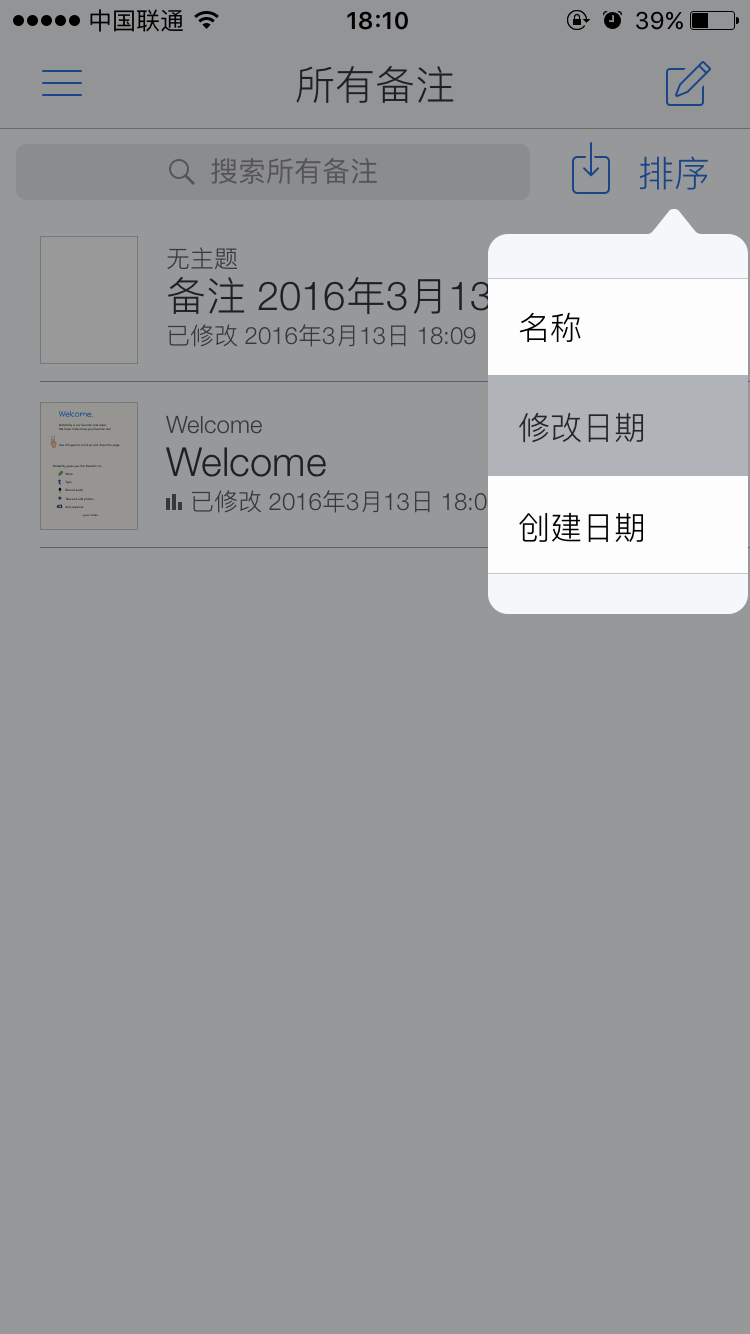 中国联通 18:10 39%
所有备注
搜索所有备注 排序
无主题
备注 2016年3月13
已修改 2016年3月13日 18:09
Welcome.
Welcome
Welcome
已修改 2016年3月13日 18:0
名称
修改日期
创建日期